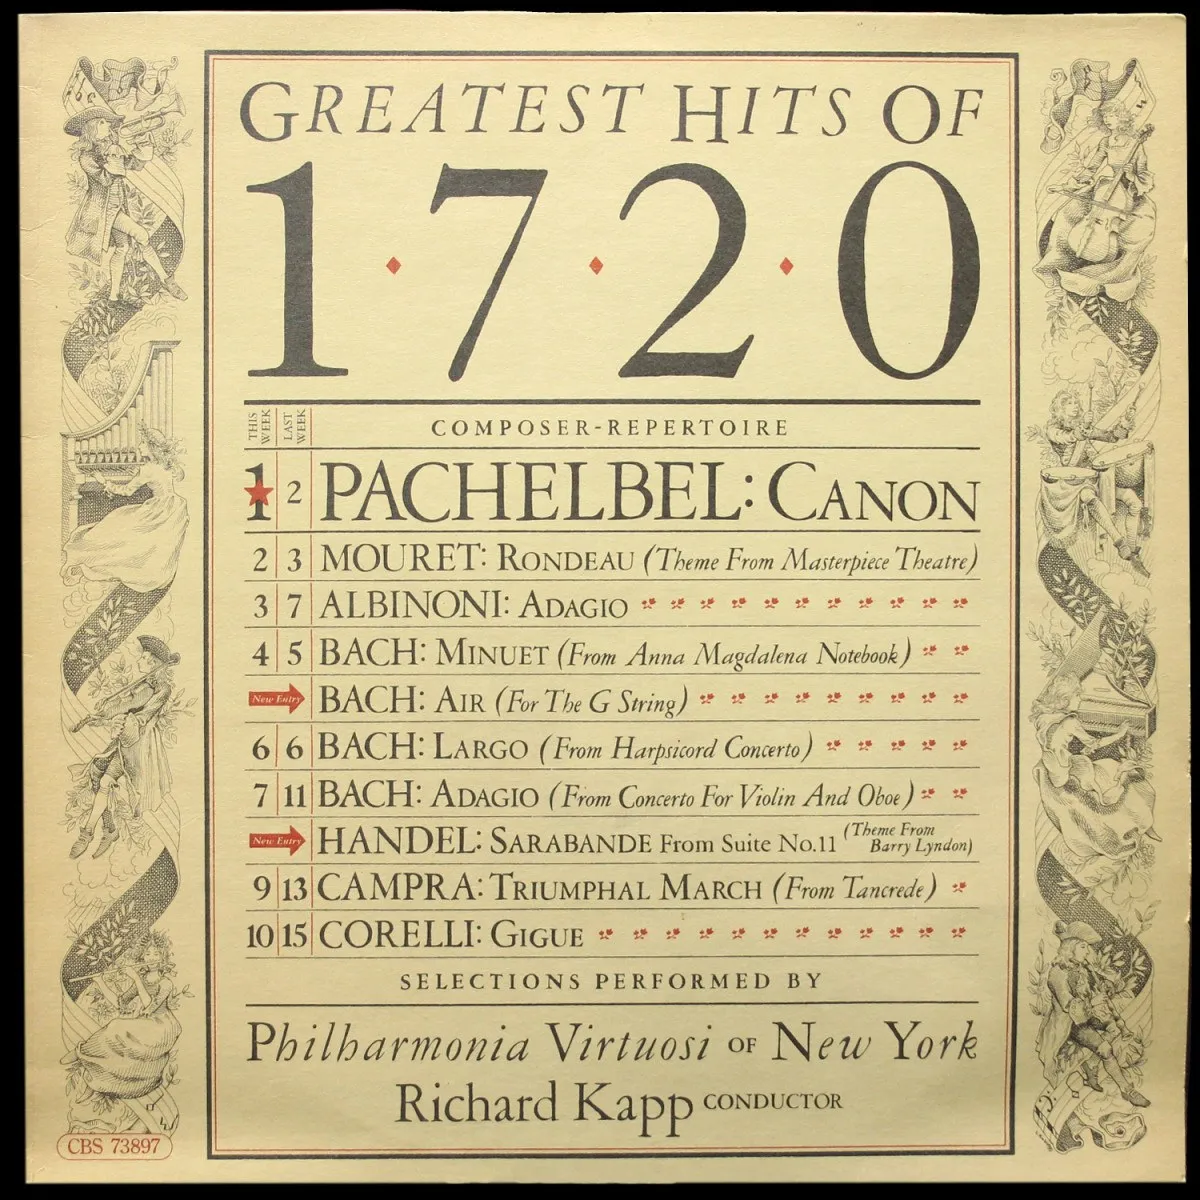 GREATEST HITS OF
1·7·2·0
THIS WEEK LAST WEEK COMPOSER-REPERTOIRE
1 2 PACHELBEL: CANON
2 3 MOURET: RONDEAU (Theme From Masterpiece Theatre)
3 7 ALBINONI: ADAGIO
4 5 BACH: MINUET (From Anna Magdalena Notebook)
New Entry BACH: AIR (For The G String)
6 6 BACH: LARGO (From Harpsicord Concerto)
7 11 BACH: ADAGIO (From Concerto For Violin And Oboe)
New Entry HANDEL: SARABANDE From Suite No.11 (Theme From Barry Lyndon)
9 13 CAMPRA: TRIUMPHAL MARCH (From Tancrede)
10 15 CORELLI: GIGUE
SELECTIONS PERFORMED BY
Philharmonia Virtuosi OF New York
Richard Kapp CONDUCTOR
CBS 73897